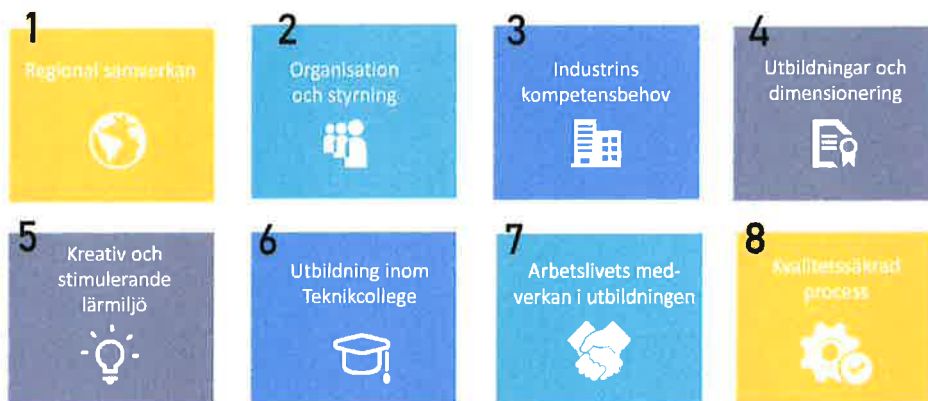 1
Regional samverkan
2
Organisation
och styrning
3
Industrins
kompetensbehov
4
Utbildningar och
dimensionering
5
Kreativ och
stimulerande
lärmiljö
6
Utbildning inom
Teknikcollege
7
Arbetslivets med-
verkan i utbildningen
8
Kvalitetssäkrad
process